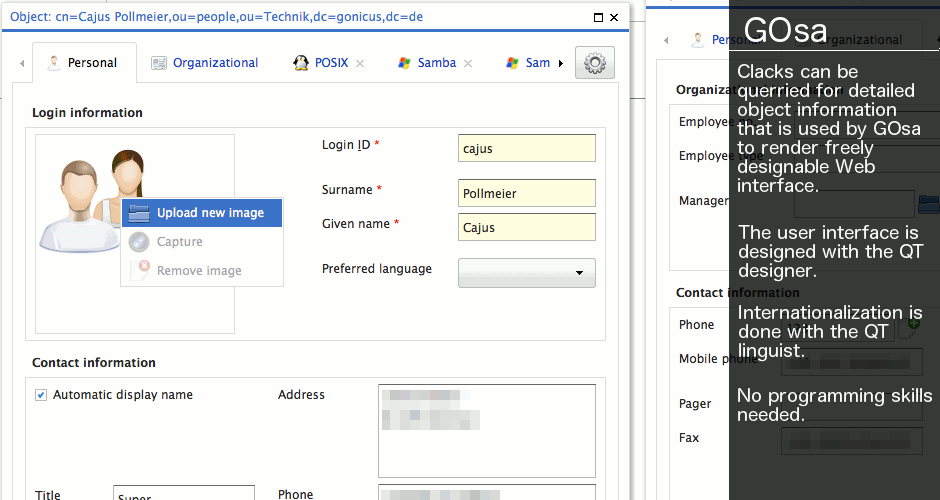 Object: cn=Cajus Pollmeier,ou=people,ou=Technik,dc=gonicus,dc=de
Personal
Organizational
POSIX
Samba
Sam
Login information
Login ID *
cajus
Surname *
Pollmeier
Given name *
Cajus
Preferred language
Upload new image
Capture
Remove image
Contact information
Automatic display name
Address
Title
Super
Phone
Personal
Organizational
Employee
Employee type
Manager
Contact information
Phone
Mobile phone
Pager
Fax
GOsa
Clacks can be
querried for detailed
object information
that is used by GOsa
to render freely
designable Web
interface.
The user interface is
designed with the QT
designer.
Internationalization is
done with the QT
linguist.
No programming skills
needed.